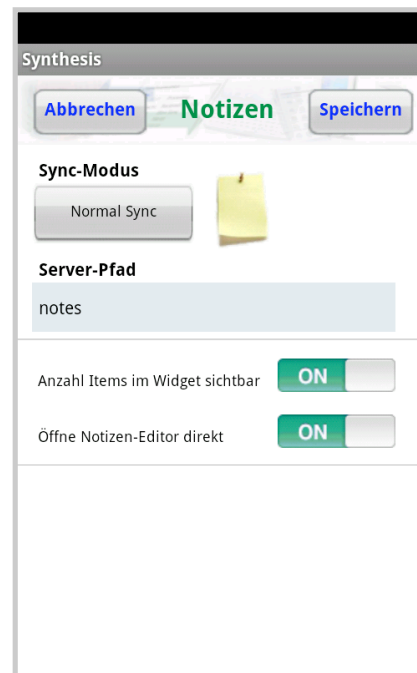 Synthesis
Abbrechen Notizen Speichern
Sync-Modus
Normal Sync
Server-Pfad
notes
Anzahl Items im Widget sichtbar ON
Öffne Notizen-Editor direkt ON